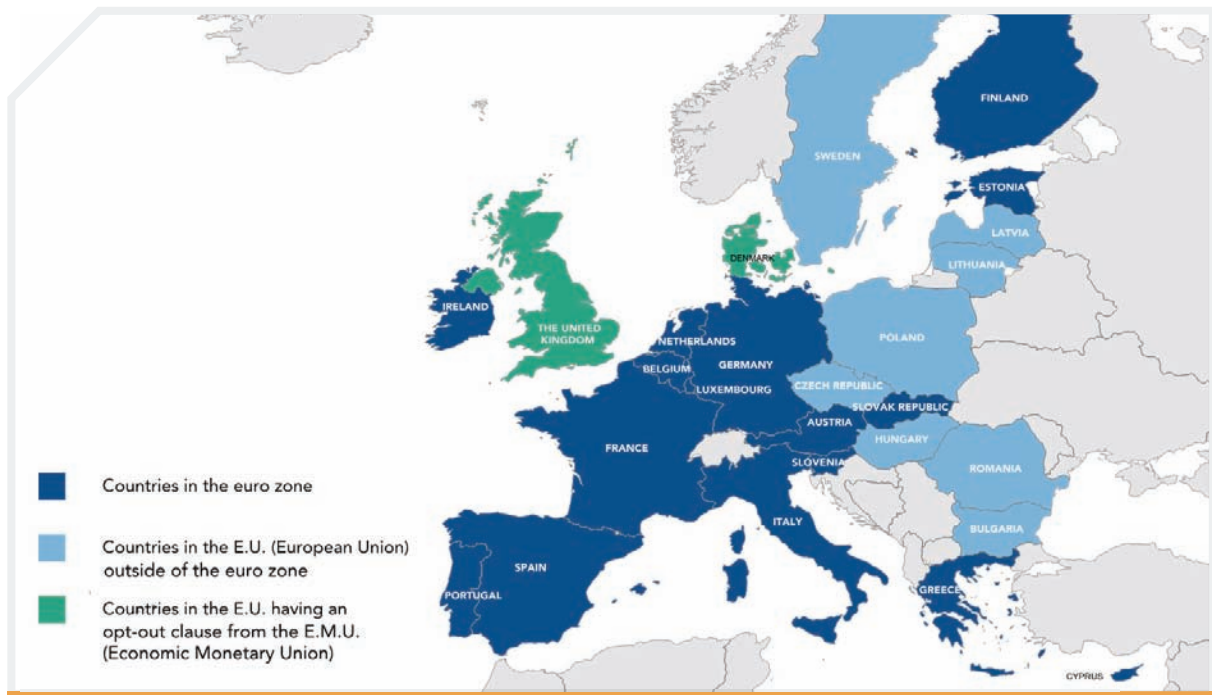 FINLAND
SWEDEN
ESTONIA
LATVIA
LITHUANIA
DENMARK
IRELAND
THE UNITED
KINGDOM
NETHERLANDS
POLAND
BELGIUM
GERMANY
LUXEMBOURG
CZECH REPUBLIC
SLOVAK REPUBLIC
AUSTRIA
FRANCE
HUNGARY
SLOVENIA
ROMANIA
ITALY
BULGARIA
SPAIN
PORTUGAL
GREECE
CYPRUS
Countries in the euro zone
Countries in the E.U. (European Union)
outside of the euro zone
Countries in the E.U. having an
opt-out clause from the E.M.U.
(Economic Monetary Union)